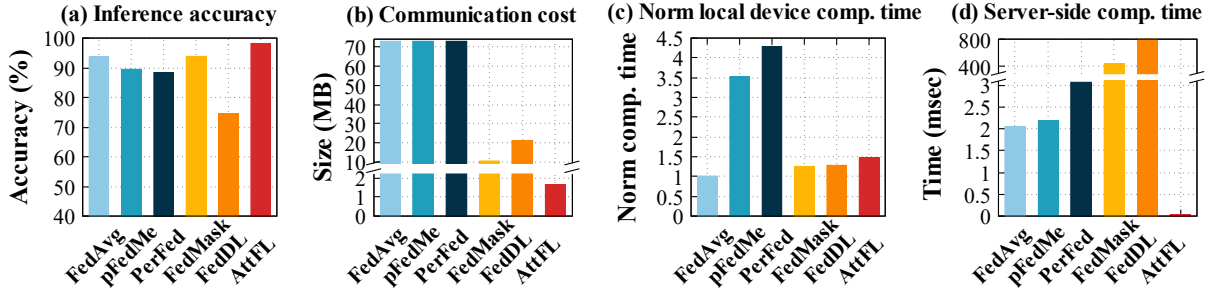 (a) Inference accuracy
Accuracy (%)
100
90
80
70
60
50
40
FedAvg
pFedMe
PerFed
FedMask
FedDL
AttFL
(b) Communication cost
Size (MB)
70
60
50
40
30
20
10
2
1
0
FedAvg
pFedMe
PerFed
FedMask
FedDL
AttFL
(c) Norm local device comp. time
Norm comp. time
4.5
4
3.5
3
2.5
2
1.5
1
0.5
0
FedAvg
pFedMe
PerFed
FedMask
FedDL
AttFL
(d) Server-side comp. time
Time (msec)
800
400
3
2.5
2
1.5
1
0.5
0
FedAvg
pFedMe
PerFed
FedMask
FedDL
AttFL